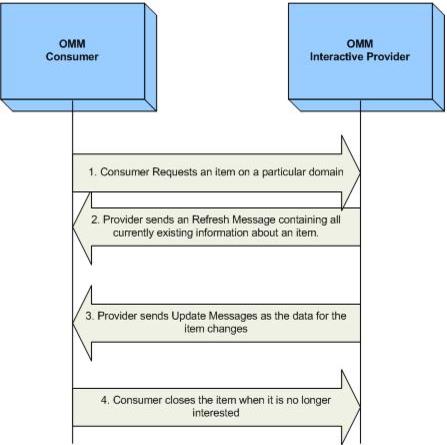 OMM
Consumer
OMM
Interactive Provider
1. Consumer Requests an item on a particular domain
2. Provider sends an Refresh Message containing all
currently existing information about an item.
3. Provider sends Update Messages as the data for the
item changes
4. Consumer closes the item when it is no longer
interested